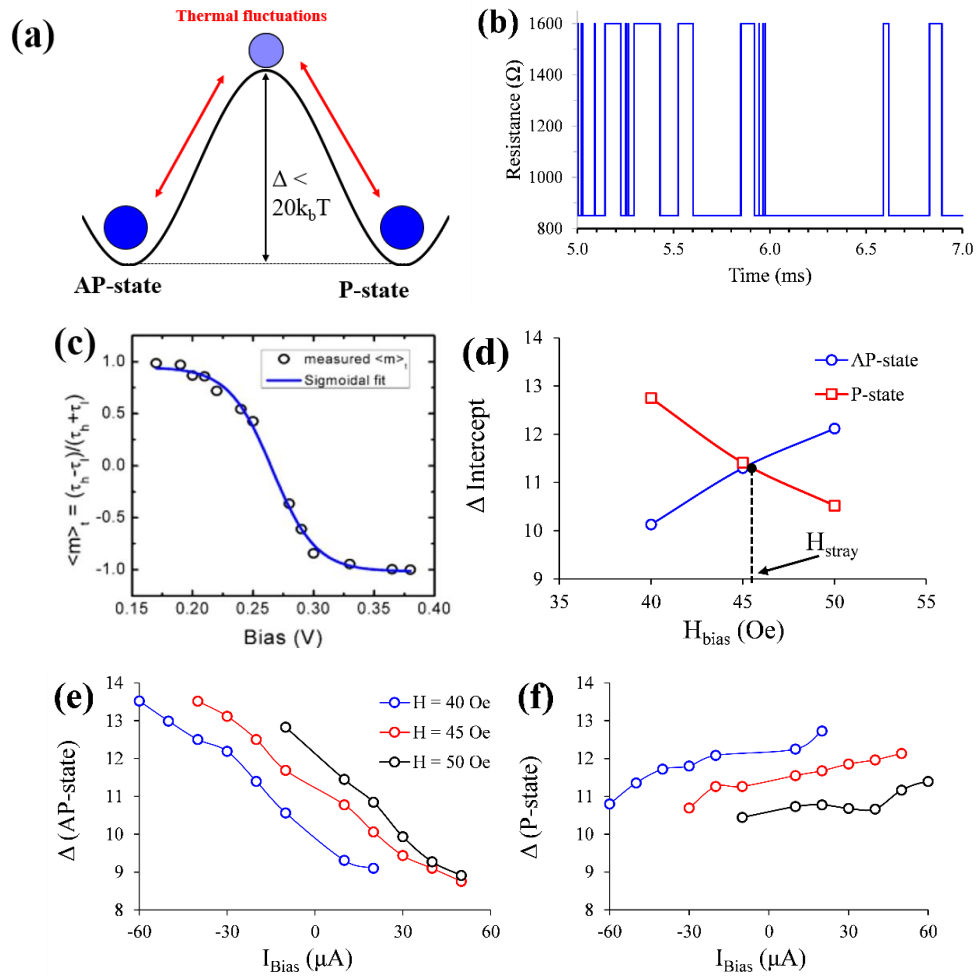 (a)
Thermal fluctuations
Δ <
20k_bT
AP-state
P-state
(b)
Resistance (Ω)
1600
1400
1200
1000
800
5.0 5.5 6.0 6.5 7.0
Time (ms)
(c)
<m>_t = (τ_h-τ_l)/(τ_h+τ_l)
1.0
0.5
0.0
-0.5
-1.0
measured <m>_t
Sigmoidal fit
0.15 0.20 0.25 0.30 0.35 0.40
Bias (V)
(d)
Δ Intercept
14
13
12
11
10
9
AP-state
P-state
H_stray
35 40 45 50 55
H_bias (Oe)
(e)
Δ (AP-state)
14
13
12
11
10
9
8
H = 40 Oe
H = 45 Oe
H = 50 Oe
-60 -30 0 30 60
I_Bias (μA)
(f)
Δ (P-state)
14
13
12
11
10
9
8
-60 -30 0 30 60
I_Bias (μA)